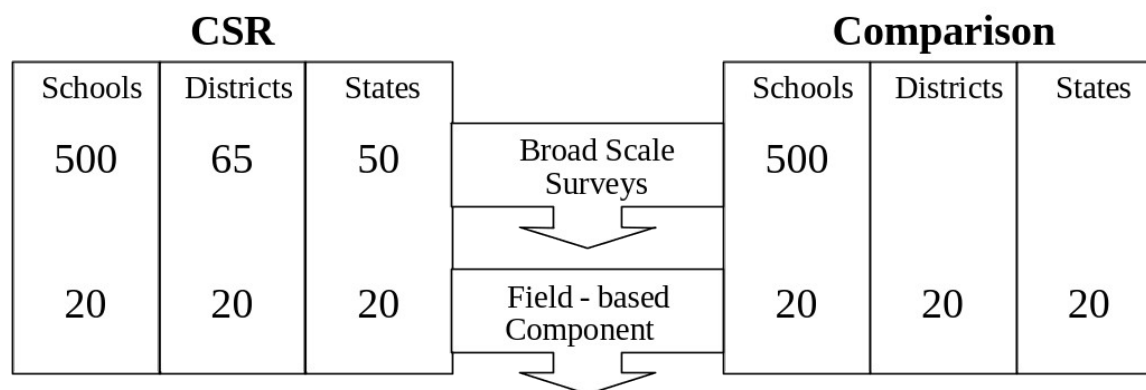 CSR Comparison
Schools Districts States Schools Districts States
500 65 50 Broad Scale 500
Surveys
20 20 20 Field - based 20 20 20
Component